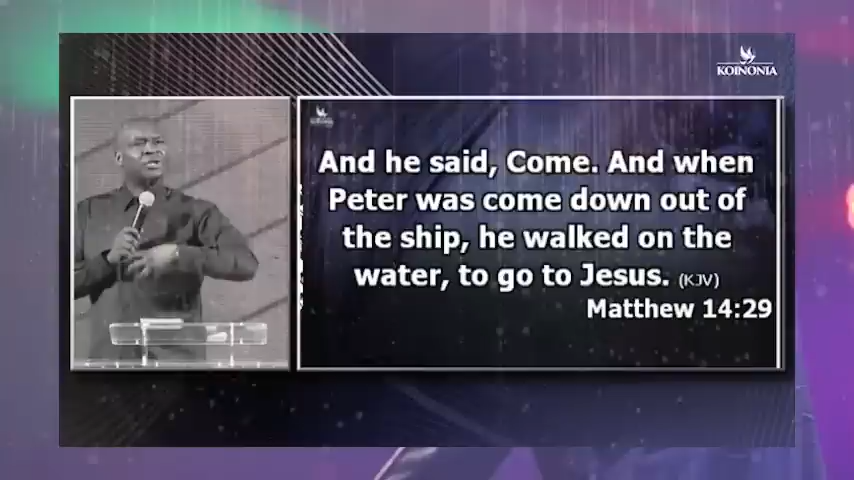 KOINONIA
KOINONIA
And he said, Come. And when
Peter was come down out of
the ship, he walked on the
water, to go to Jesus. (KJV)
Matthew 14:29